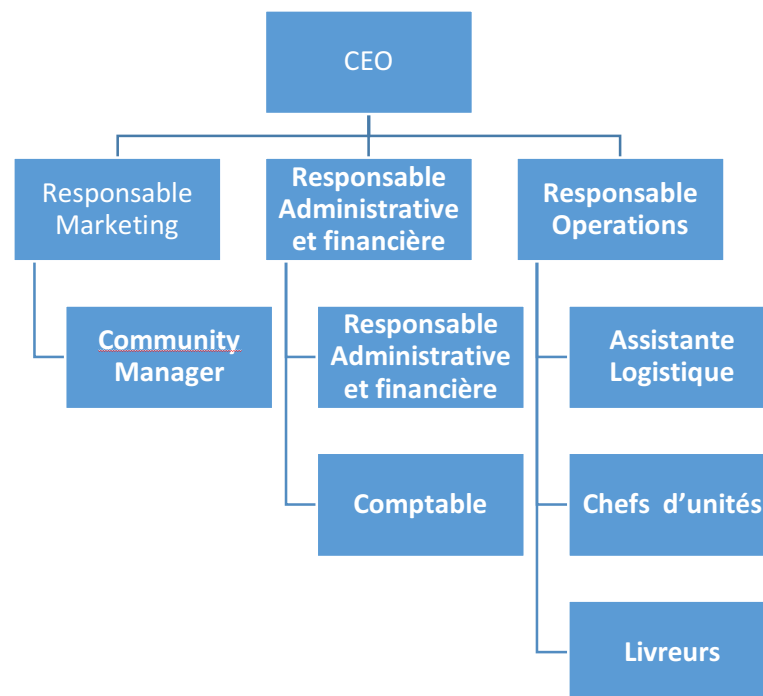 CEO
Responsable
Marketing
Responsable
Administrative
et financière
Responsable
Operations
Community
Manager
Responsable
Administrative
et financière
Assistante
Logistique
Comptable
Chefs d’unités
Livreurs